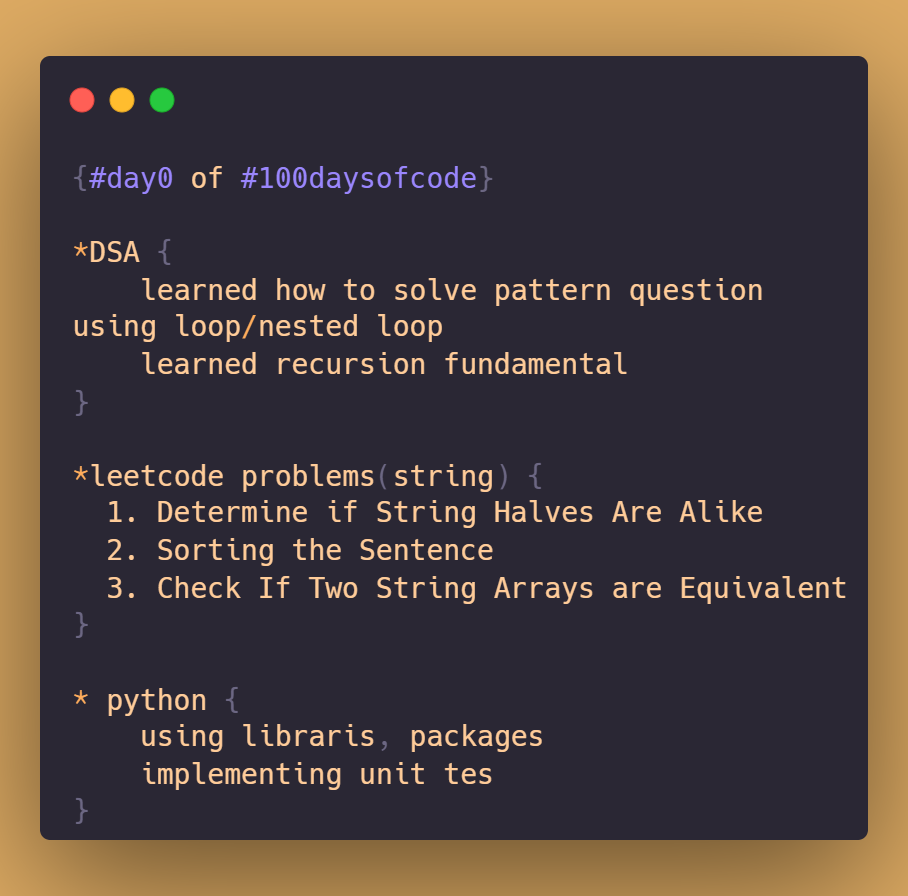 {#day0 of #100daysofcode}
*DSA {
learned how to solve pattern question
using loop/nested loop
learned recursion fundamental
}
*leetcode problems(string) {
1. Determine if String Halves Are Alike
2. Sorting the Sentence
3. Check If Two String Arrays are Equivalent
}
* python {
using libraris, packages
implementing unit tes
}